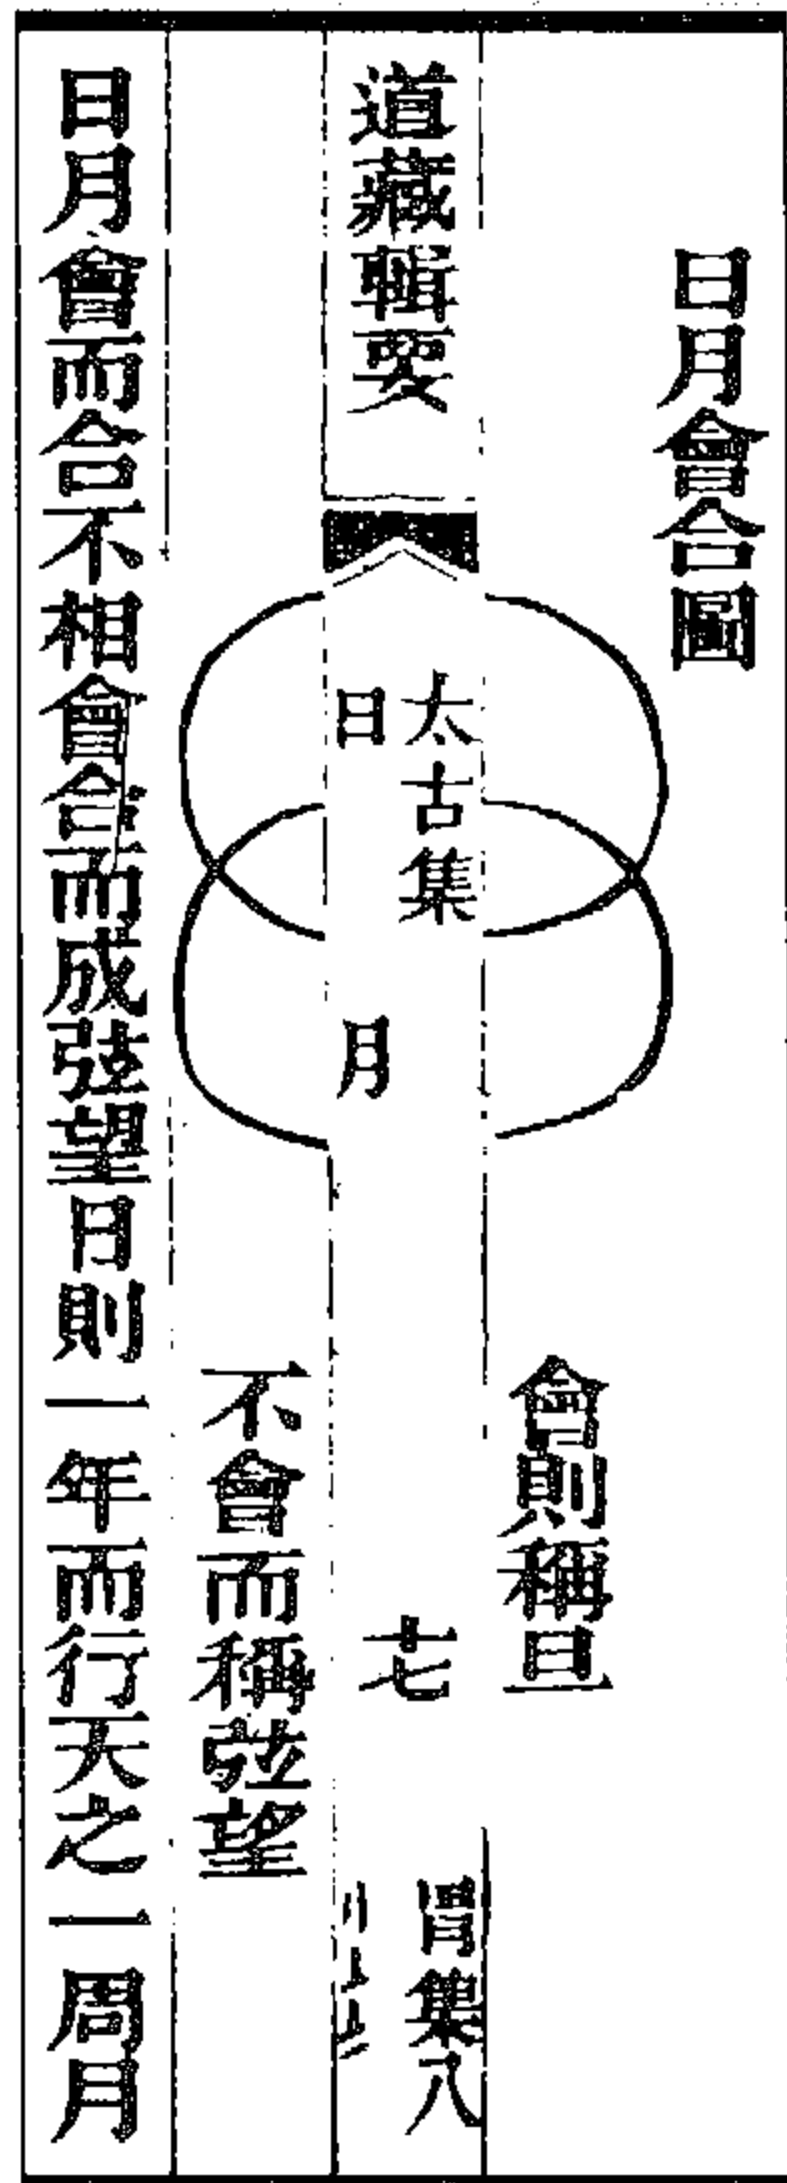 日月會合圖
會則稱旦
道藏輯要
太古集
日
月
十七
胃集八
不會而稱弦望
日月會而合不相會合而成弦望日則一年而行天之一周月